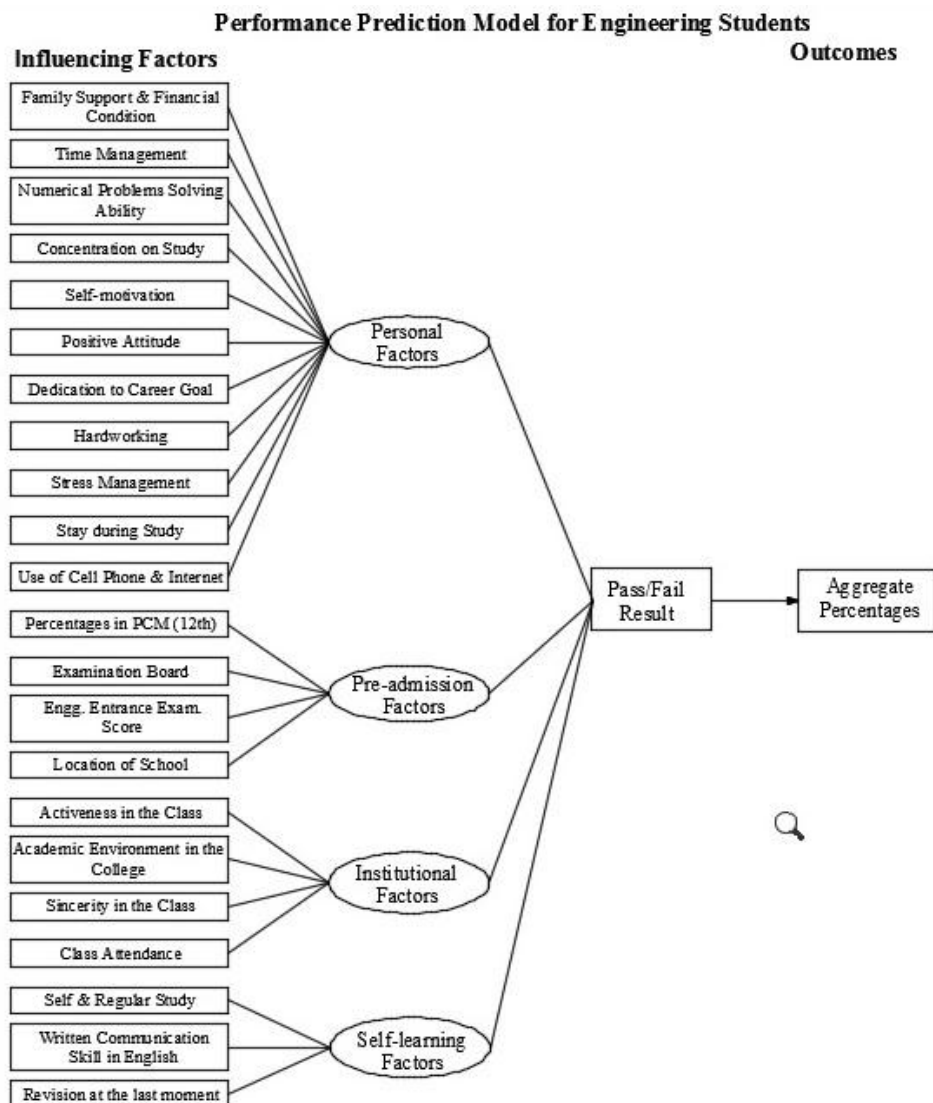 Performance Prediction Model for Engineering Students
Influencing Factors
Outcomes
Family Support & Financial
Condition
Time Management
Numerical Problems Solving
Ability
Concentration on Study
Self-motivation
Positive Attitude
Dedication to Career Goal
Hardworking
Stress Management
Stay during Study
Use of Cell Phone & Internet
Personal
Factors
Percentages in PCM (12th)
Examination Board
Engg. Entrance Exam.
Score
Location of School
Pre-admission
Factors
Activeness in the Class
Academic Environment in the
College
Sincerity in the Class
Class Attendance
Institutional
Factors
Self & Regular Study
Written Communication
Skill in English
Revision at the last moment
Self-learning
Factors
Pass/Fail
Result
Aggregate
Percentages